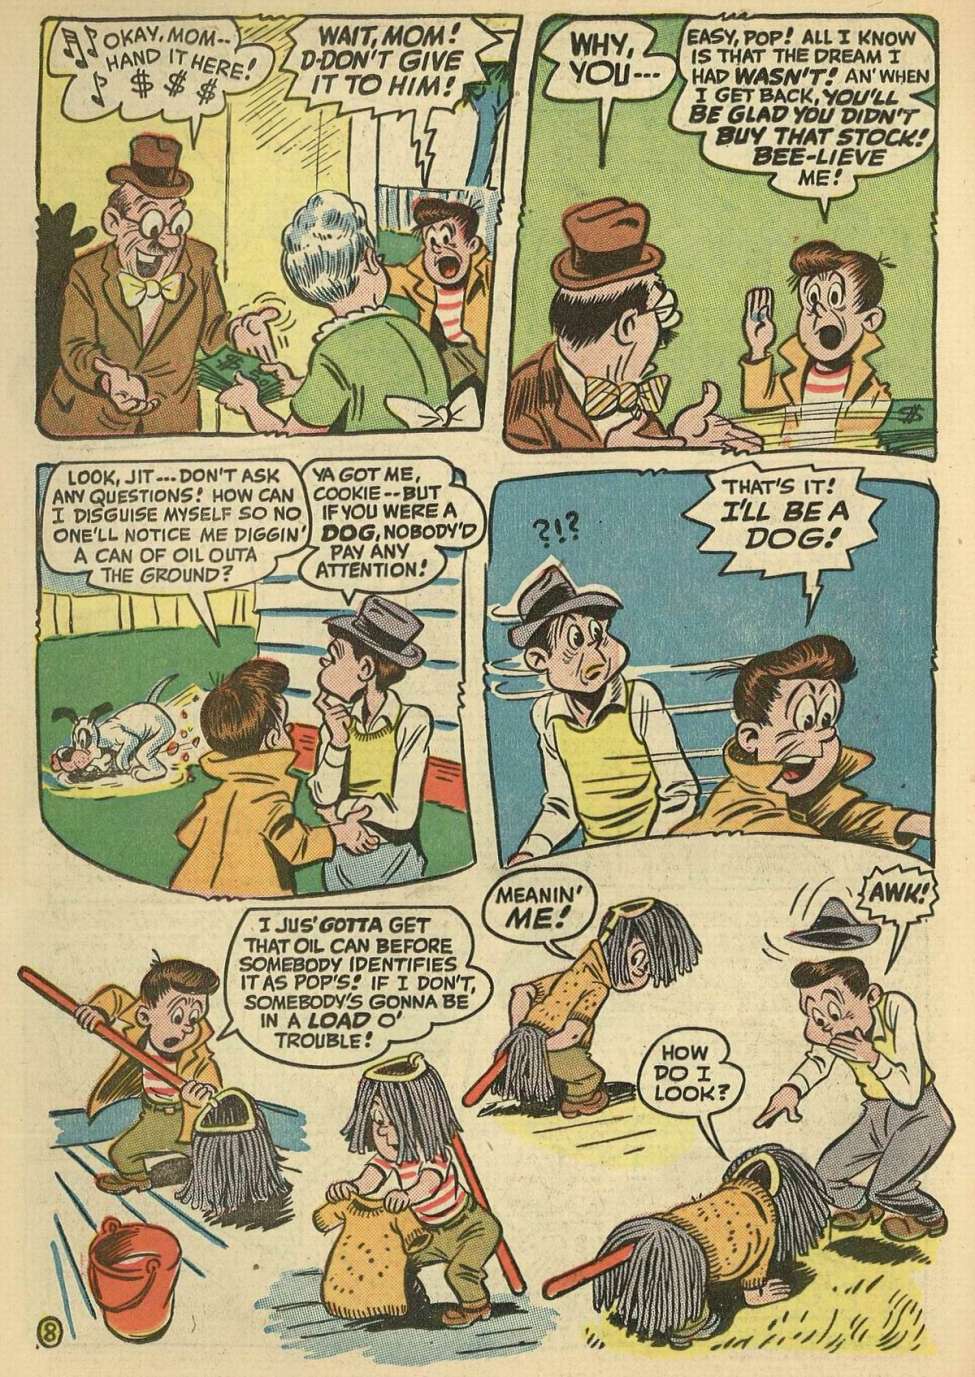 OKAY, MOM--
HAND IT HERE!
$ $ $
WAIT, MOM!
D-DON'T GIVE
IT TO HIM!
$
WHY,
YOU---
EASY, POP! ALL I KNOW
IS THAT THE DREAM I
HAD WASN'T! AN' WHEN
I GET BACK, YOU'LL
BE GLAD YOU DIDN'T
BUY THAT STOCK!
BEE-LIEVE
ME!
$
LOOK, JIT---DON'T ASK
ANY QUESTIONS! HOW CAN
I DISGUISE MYSELF SO NO
ONE'LL NOTICE ME DIGGIN'
A CAN OF OIL OUTA
THE GROUND?
YA GOT ME,
COOKIE--BUT
IF YOU WERE A
DOG, NOBODY'D
PAY ANY
ATTENTION!
?!?
THAT'S IT!
I'LL BE A
DOG!
I JUS' GOTTA GET
THAT OIL CAN BEFORE
SOMEBODY IDENTIFIES
IT AS POP'S! IF I DON'T,
SOMEBODY'S GONNA BE
IN A LOAD O'
TROUBLE!
MEANIN'
ME!
AWK!
HOW
DO I
LOOK?
8